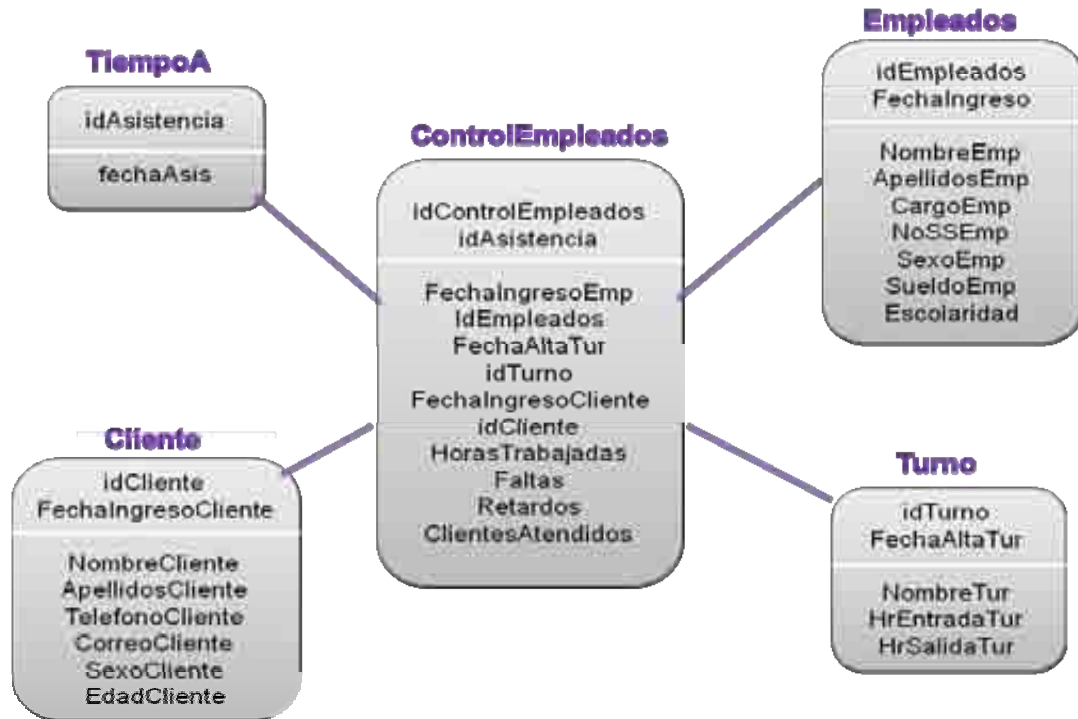 TiempoA
idAsistencia
fechaAsis
ControlEmpleados
idControlEmpleados
idAsistencia
FechaIngresoEmp
IdEmpleados
FechaAltaTur
idTurno
FechaIngresoCliente
idCliente
HorasTrabajadas
Faltas
Retardos
ClientesAtendidos
Empleados
idEmpleados
FechaIngreso
NombreEmp
ApellidosEmp
CargoEmp
NoSSEmp
SexoEmp
SueldoEmp
Escolaridad
Cliente
idCliente
FechaIngresoCliente
NombreCliente
ApellidosCliente
TelefonoCliente
CorreoCliente
SexoCliente
EdadCliente
Turno
idTurno
FechaAltaTur
NombreTur
HrEntradaTur
HrSalidaTur